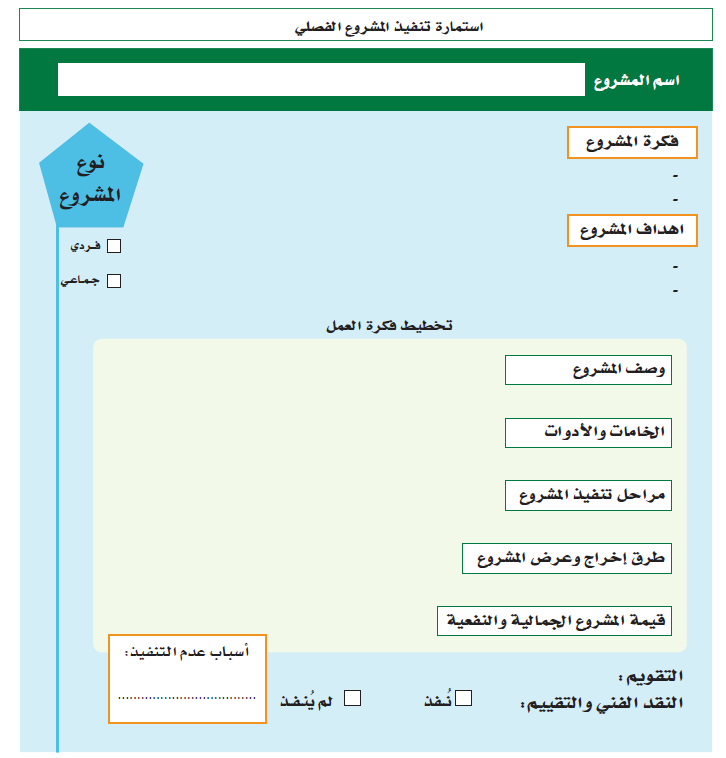 استمارة تنفيذ المشروع الفصلي
اسم المشروع
فكرة المشروع
-
-
اهداف المشروع
-
-
نوع
المشروع
فردي
جماعي
تخطيط فكرة العمل
وصف المشروع
الخامات والأدوات
مراحل تنفيذ المشروع
طرق إخراج وعرض المشروع
قيمة المشروع الجمالية والنفعية
التقويم:
النقد الفني والتقييم:
نُفذ
لم يُنفذ
أسباب عدم التنفيذ:
..................................